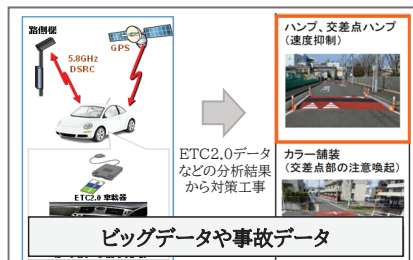 路側機
GPS
5.8GHz
DSRC
ETC2.0 車載器
ETC2.0データ
などの分析結果
から対策工事
ハンプ、交差点ハンプ
(速度抑制)
カラー舗装
(交差点部の注意喚起)
ビッグデータや事故データ